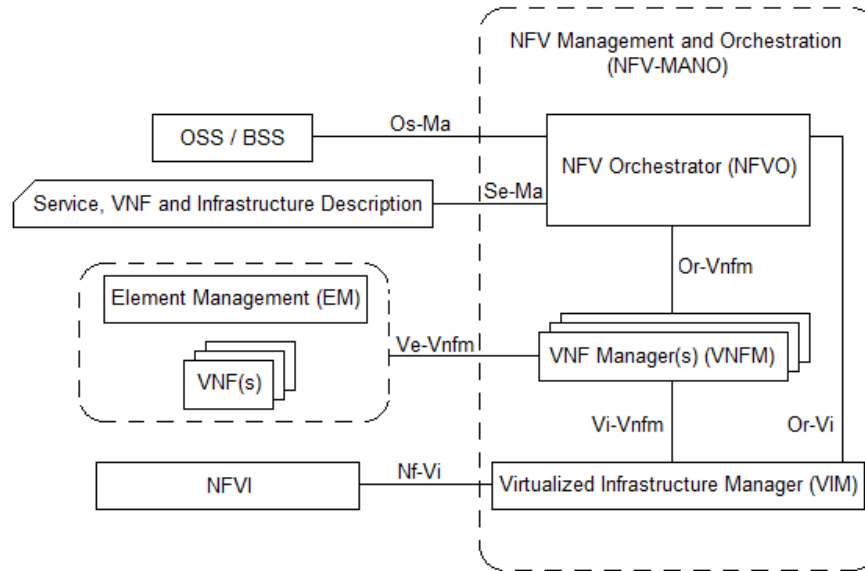 NFV Management and Orchestration
(NFV-MANO)
OSS / BSS
Os-Ma
NFV Orchestrator (NFVO)
Service, VNF and Infrastructure Description
Se-Ma
Or-Vnfm
Element Management (EM)
VNF(s)
Ve-Vnfm
VNF Manager(s) (VNFM)
Vi-Vnfm
Or-Vi
NFVI
Nf-Vi
Virtualized Infrastructure Manager (VIM)